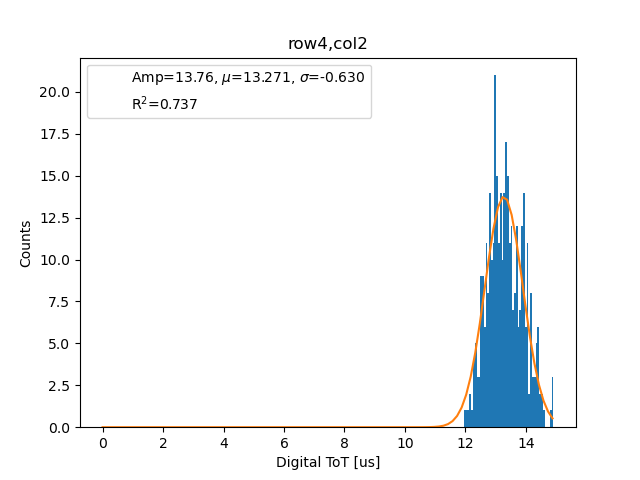 row4,col2
Amp=13.76, μ=13.271, σ=-0.630
R²=0.737
Counts
20.0
17.5
15.0
12.5
10.0
7.5
5.0
2.5
0.0
0 2 4 6 8 10 12 14
Digital ToT [us]